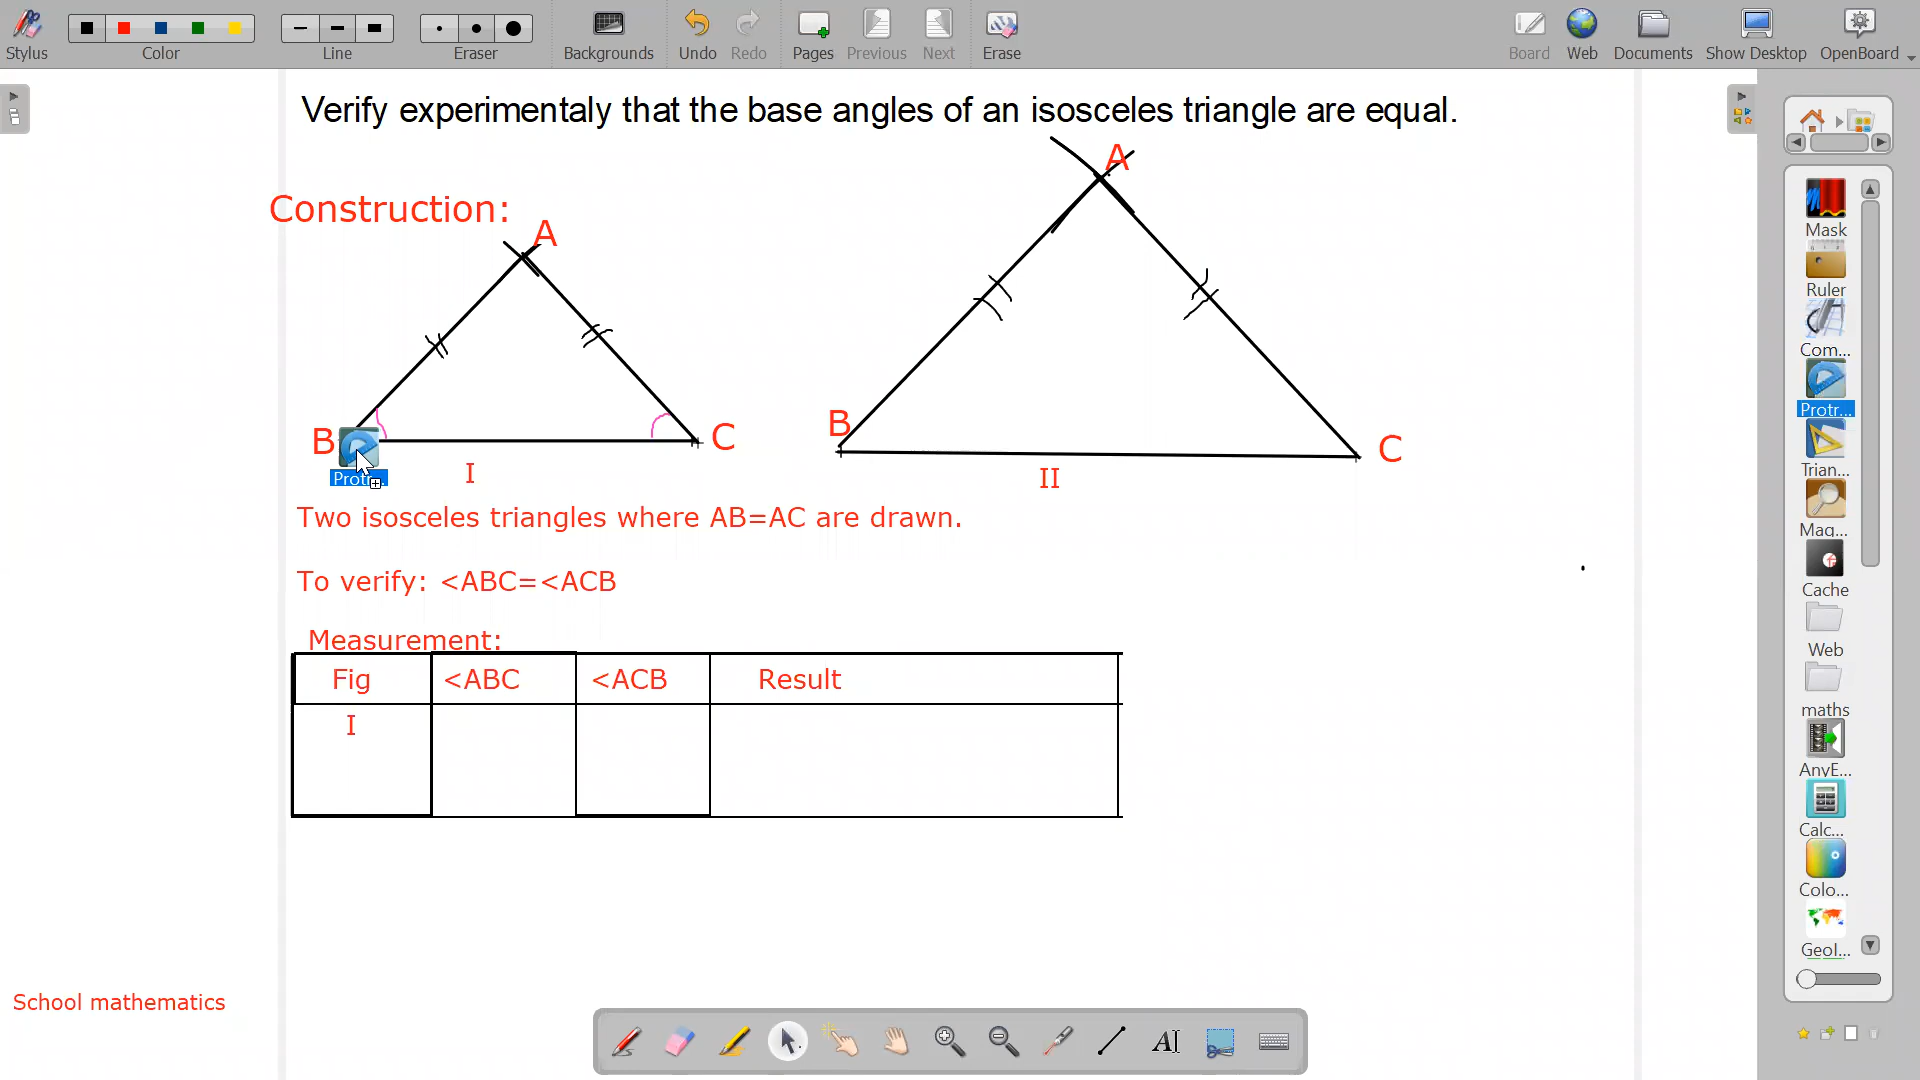 Stylus
Color
Line
Eraser
Backgrounds
Undo
Redo
Pages
Previous
Next
Erase
Board
Web
Documents
Show Desktop
OpenBoard
Verify experimentaly that the base angles of an isosceles triangle are equal.
Construction:
A
A
B
C
B
C
Protr...
I
II
Two isosceles triangles where AB=AC are drawn.
To verify: <ABC=<ACB
Measurement:
Fig <ABC <ACB Result
I
School mathematics
Mask
Ruler
Com...
Protr...
Trian...
Mag...
Cache
Web
maths
AnyE...
Calc...
Colo...
Geol...
AI